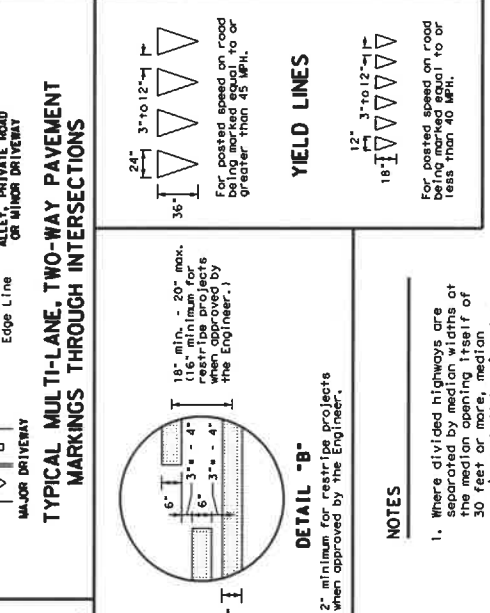 MAJOR DRIVEWAY
Edge Line
ALLEY, PRIVATE ROAD
OR MINOR DRIVEWAY
TYPICAL MULTI-LANE, TWO-WAY PAVEMENT
MARKINGS THROUGH INTERSECTIONS
6"
6"
3" - 4"
3" - 4"
18" min. - 20" max.
(16" minimum for
restripe projects
when approved by
the Engineer.)
DETAIL "B"
2" minimum for restripe projects
when approved by the Engineer.
NOTES
1. Where divided highways are
separated by median widths at
the median opening itself of
30 feet or more, median
24"
3"to12"
36"
For posted speed on road
being marked equal to or
greater than 45 MPH.
YIELD LINES
12"
3"to12"
18"
For posted speed on road
being marked equal to or
less than 40 MPH.